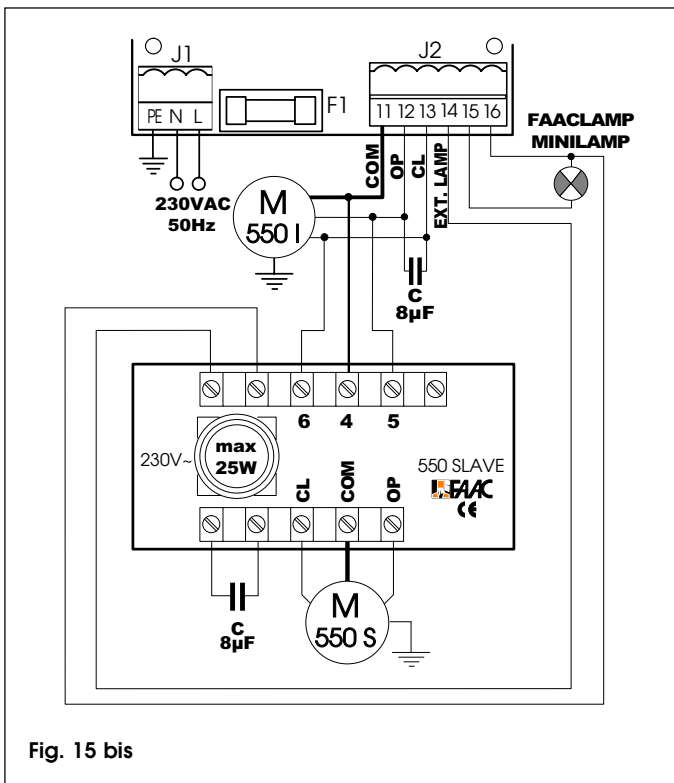 J1
J2
PE N L
F1
11 12 13 14 15 16
FAACLAMP
MINILAMP
COM
OP
CL
EXT. LAMP
230VAC
50Hz
M
550 I
C
8µF
6 4 5
230V~
max
25W
CL
COM
OP
550 SLAVE
FAAC
CE
C
8µF
M
550 S
Fig. 15 bis